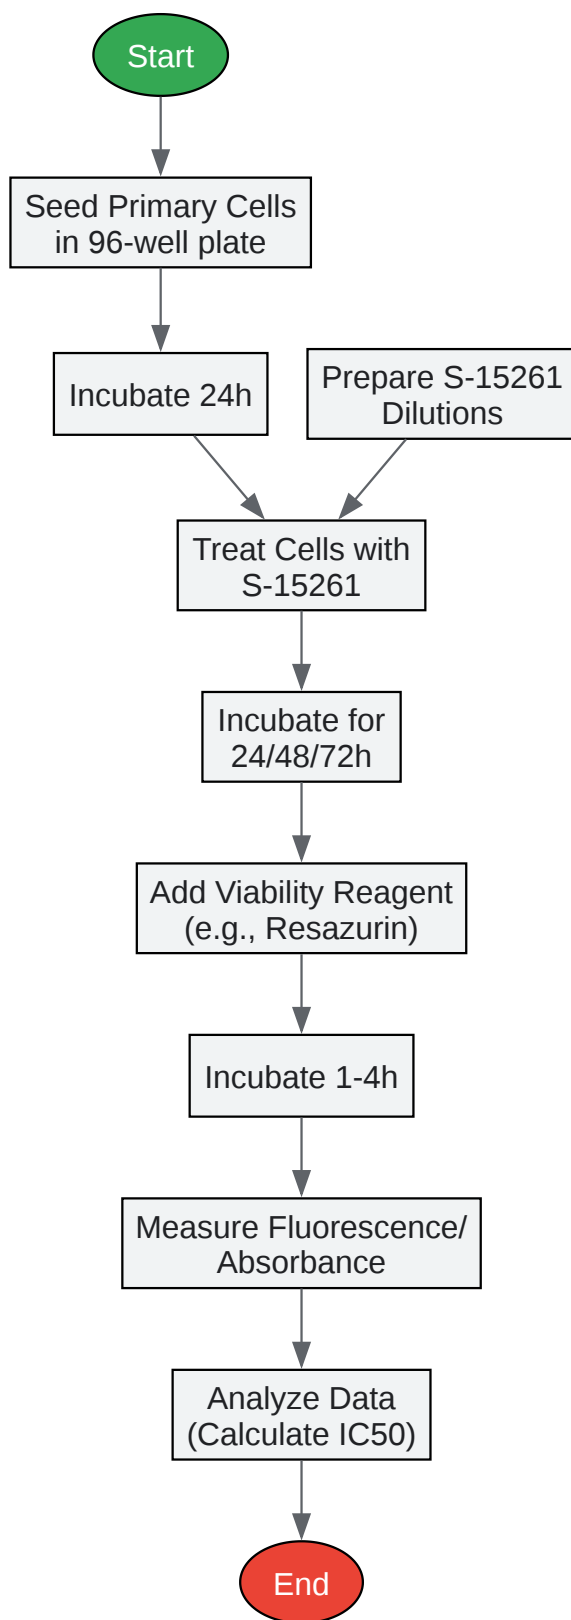 Start
Seed Primary Cells
in 96-well plate
Incubate 24h
Prepare S-15261
Dilutions
Treat Cells with
S-15261
Incubate for
24/48/72h
Add Viability Reagent
(e.g., Resazurin)
Incubate 1-4h
Measure Fluorescence/
Absorbance
Analyze Data
(Calculate IC50)
End